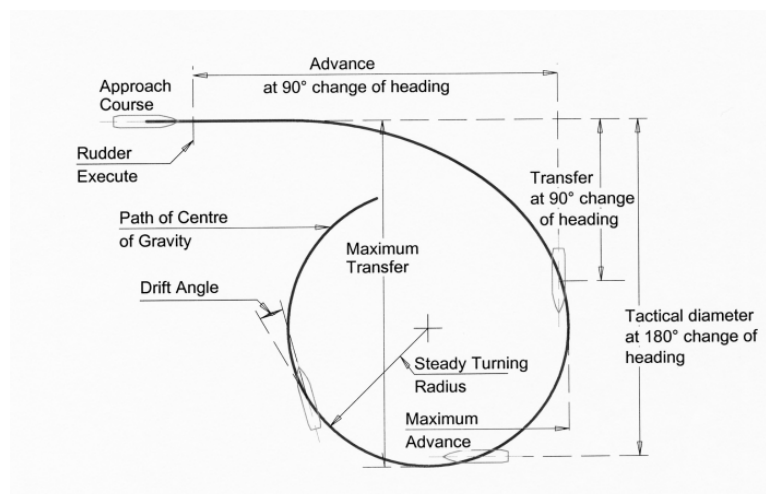 Advance
at 90° change of heading
Approach
Course
Rudder
Execute
Transfer
at 90° change
of heading
Path of Centre
of Gravity
Maximum
Transfer
Drift Angle
Tactical diameter
at 180° change of
heading
Steady Turning
Radius
Maximum
Advance